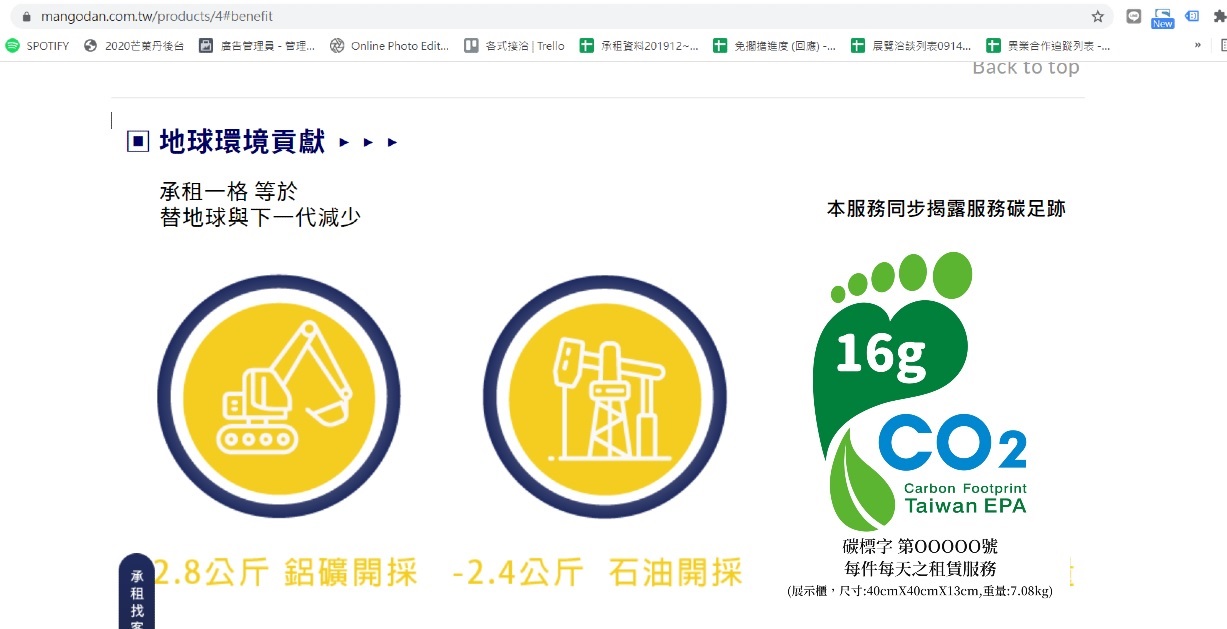 mangodan.com.tw/products/4#benefit
New
SPOTIFY
2020芒菓丹後台
廣告管理員 - 管理...
Online Photo Edit...
各式接洽 | Trello
承租資料201912~...
免擱擔進度 (回應) -...
展覽洽談列表0914...
異業合作追蹤列表 -...
»
Back to top
地球環境貢獻
承租一格 等於
替地球與下一代減少
本服務同步揭露服務碳足跡
16g
CO2
Carbon Footprint
Taiwan EPA
碳標字 第OOOOO號
每件每天之租賃服務
(展示櫃，尺寸:40cmX40cmX13cm,重量:7.08kg)
2.8公斤 鋁礦開採
-2.4公斤 石油開採
承租找